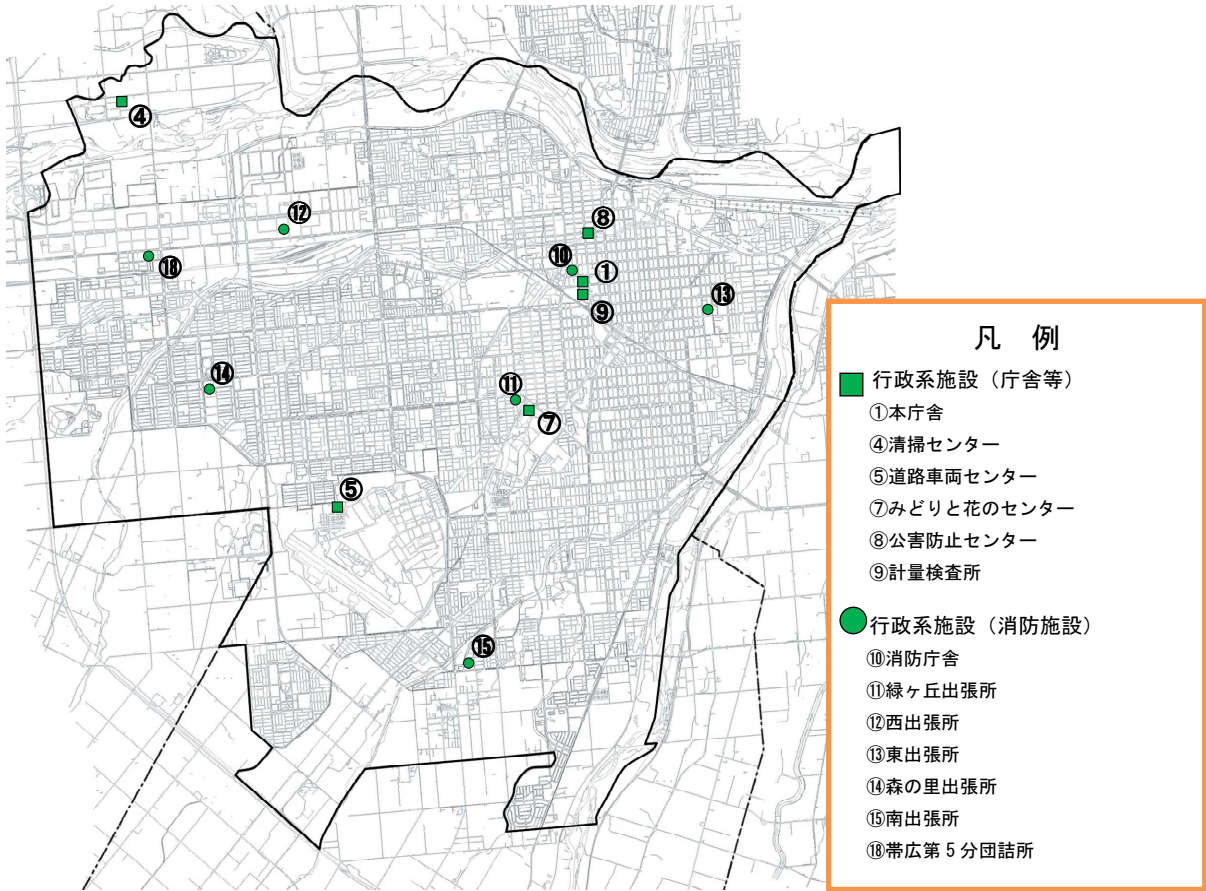 ④
⑫
⑧
⑱
⑩
①
⑬
⑨
⑭
⑪
⑦
⑤
⑮
凡 例
行政系施設（庁舎等）
①本庁舎
④清掃センター
⑤道路車両センター
⑦みどりと花のセンター
⑧公害防止センター
⑨計量検査所
行政系施設（消防施設）
⑩消防庁舎
⑪緑ヶ丘出張所
⑫西出張所
⑬東出張所
⑭森の里出張所
⑮南出張所
⑱帯広第５分団詰所